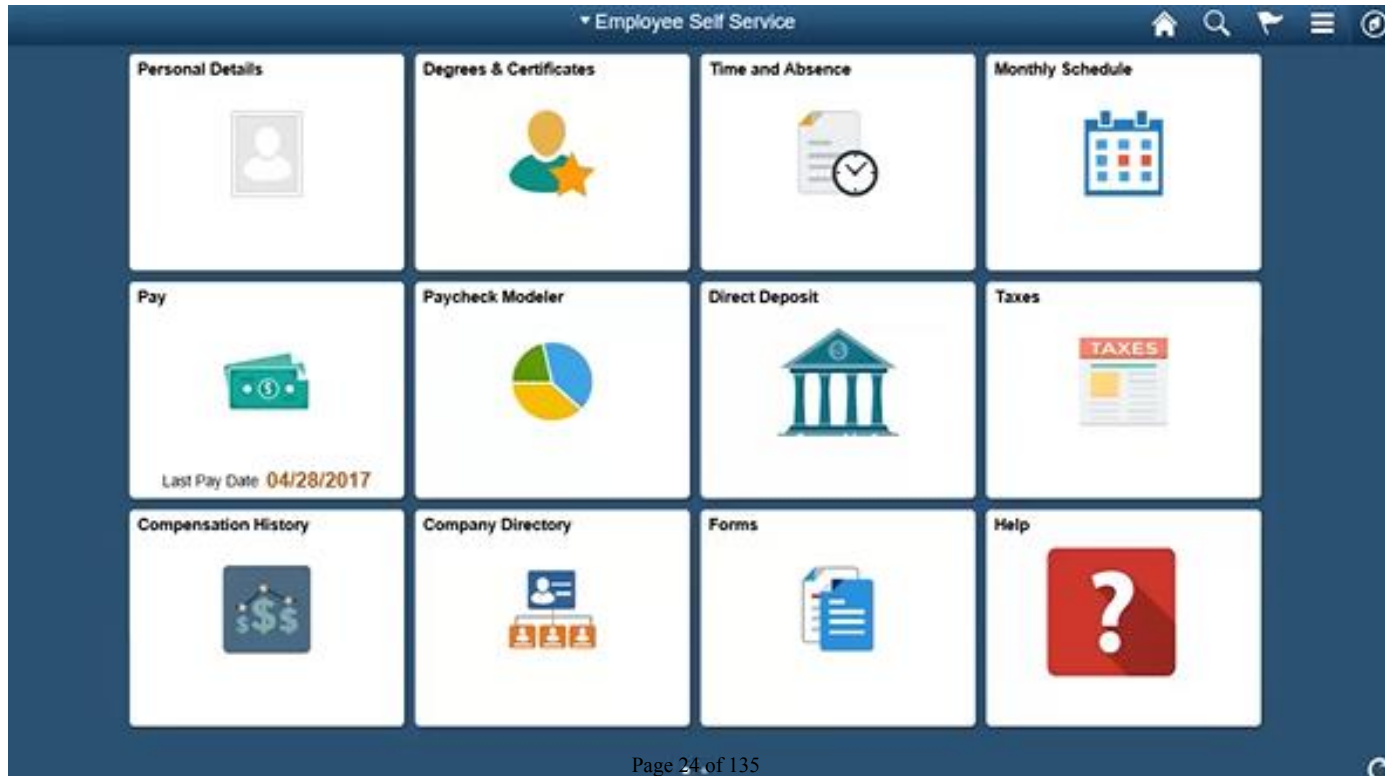 Employee Self Service
Personal Details
Degrees & Certificates
Time and Absence
Monthly Schedule
Pay
Paycheck Modeler
Direct Deposit
Taxes
TAXES
Last Pay Date 04/28/2017
Compensation History
Company Directory
Forms
Help
Page 24 of 135